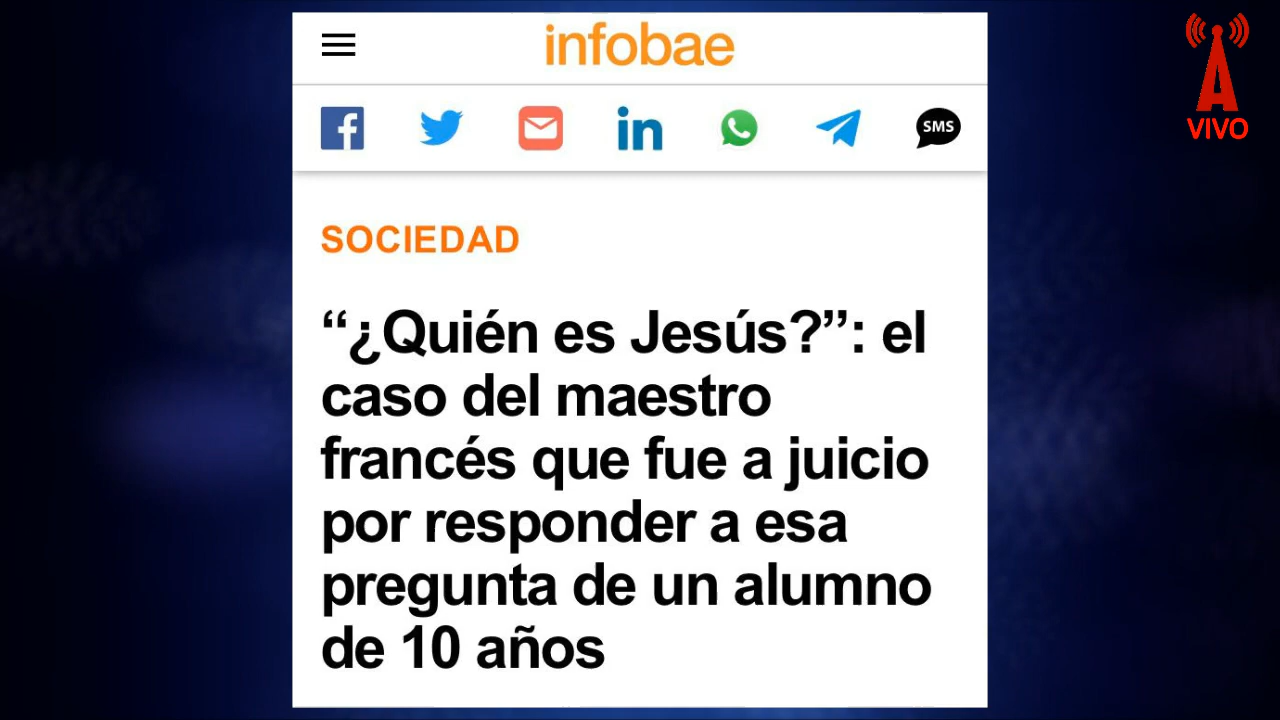 infobae
A
VIVO
SMS
SOCIEDAD
“¿Quién es Jesús?”: el
caso del maestro
francés que fue a juicio
por responder a esa
pregunta de un alumno
de 10 años